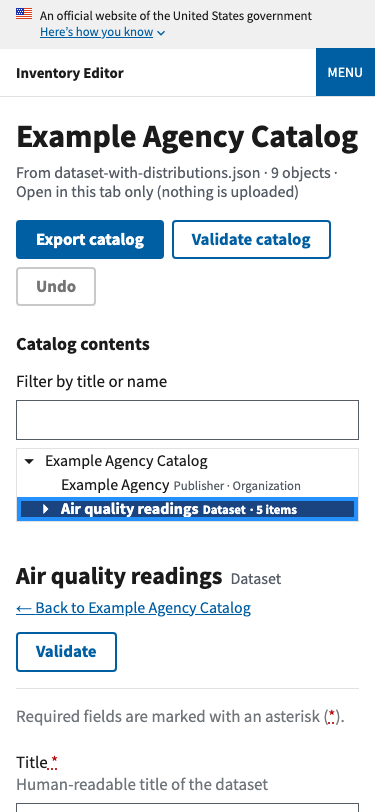 An official website of the United States government
Here's how you know
Inventory Editor
MENU
Example Agency Catalog
From dataset-with-distributions.json · 9 objects ·
Open in this tab only (nothing is uploaded)
Export catalog
Validate catalog
Undo
Catalog contents
Filter by title or name
Example Agency Catalog
Example Agency Publisher · Organization
Air quality readings Dataset · 5 items
Air quality readings Dataset
← Back to Example Agency Catalog
Validate
Required fields are marked with an asterisk (*).
Title *
Human-readable title of the dataset